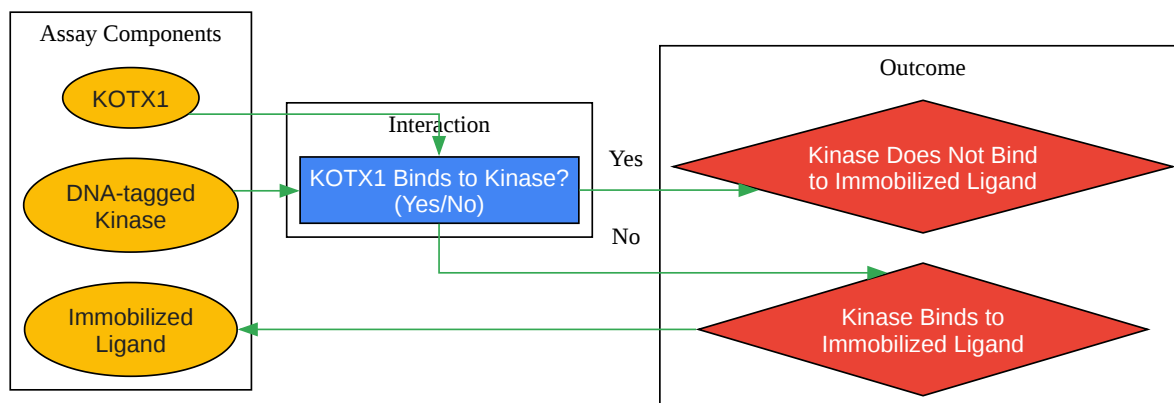 Assay Components
KOTX1
DNA-tagged
Kinase
Immobilized
Ligand
Interaction
KOTX1 Binds to Kinase?
(Yes/No)
Yes
No
Outcome
Kinase Does Not Bind
to Immobilized Ligand
Kinase Binds to
Immobilized Ligand